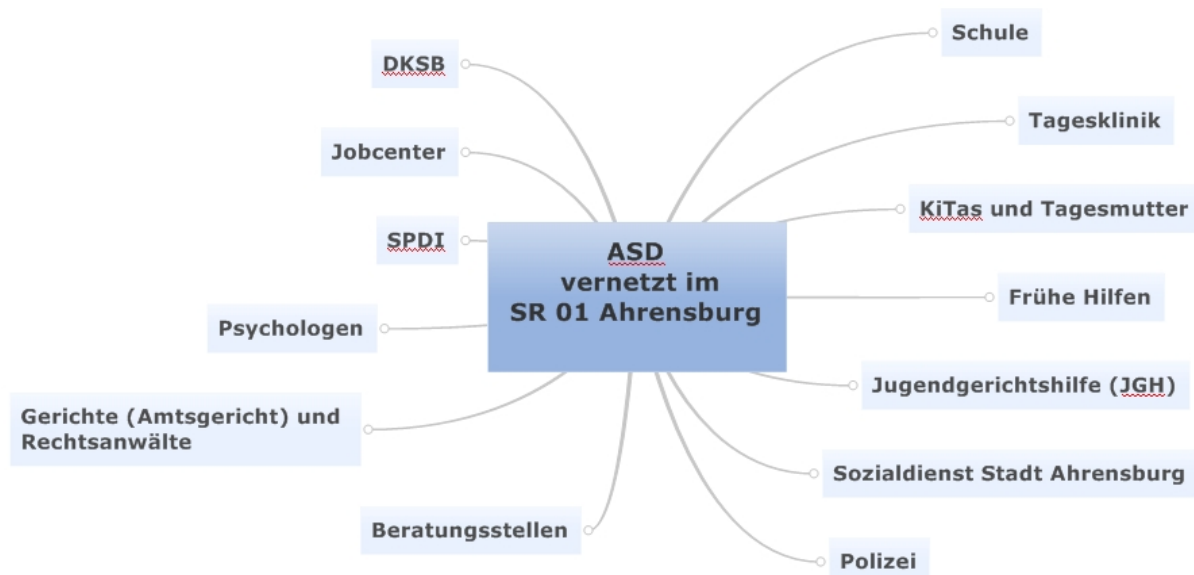 Schule
DKSB
Tagesklinik
Jobcenter
KiTas und Tagesmutter
SPDI
ASD
vernetzt im
SR 01 Ahrensburg
Frühe Hilfen
Psychologen
Jugendgerichtshilfe (JGH)
Gerichte (Amtsgericht) und
Rechtsanwälte
Sozialdienst Stadt Ahrensburg
Beratungsstellen
Polizei